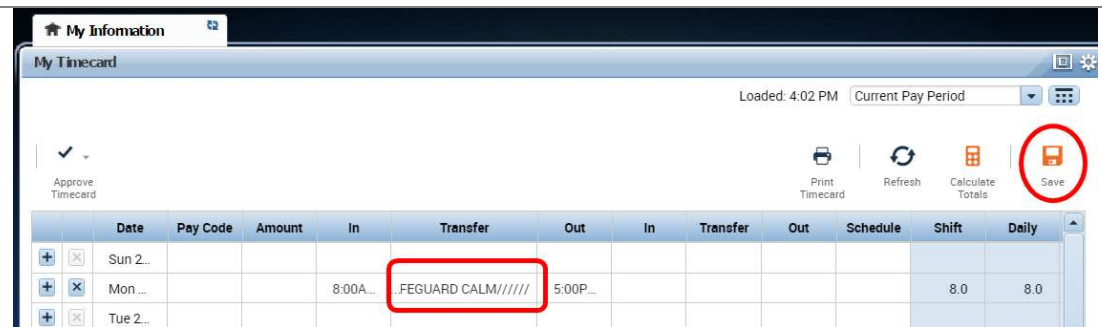 My Information
My Timecard
Loaded: 4:02 PM Current Pay Period
Approve Timecard
Print Timecard
Refresh
Calculate Totals
Save
Date Pay Code Amount In Transfer Out In Transfer Out Schedule Shift Daily
Sun 2...
Mon ... 8:00A... ...FEGUARD CALM////// 5:00P... 8.0 8.0
Tue 2...